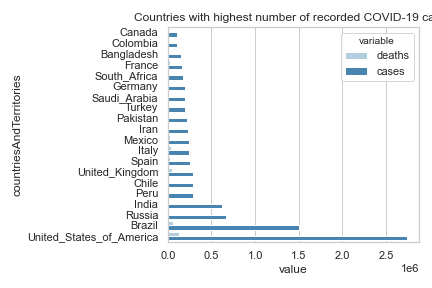 Countries with highest number of recorded COVID-19 ca
variable
deaths
cases
countriesAndTerritories
Canada
Colombia
Bangladesh
France
South_Africa
Germany
Saudi_Arabia
Turkey
Pakistan
Iran
Mexico
Italy
Spain
United_Kingdom
Chile
Peru
India
Russia
Brazil
United_States_of_America
0.0 0.5 1.0 1.5 2.0 2.5
1e6
value